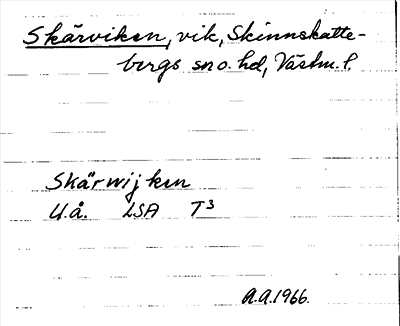 Skärviken, vik, Skinnskatte-
bergs sn o. hd, Västm. l.
Skärwijken
U.å. LSA T3
A.A.1966.